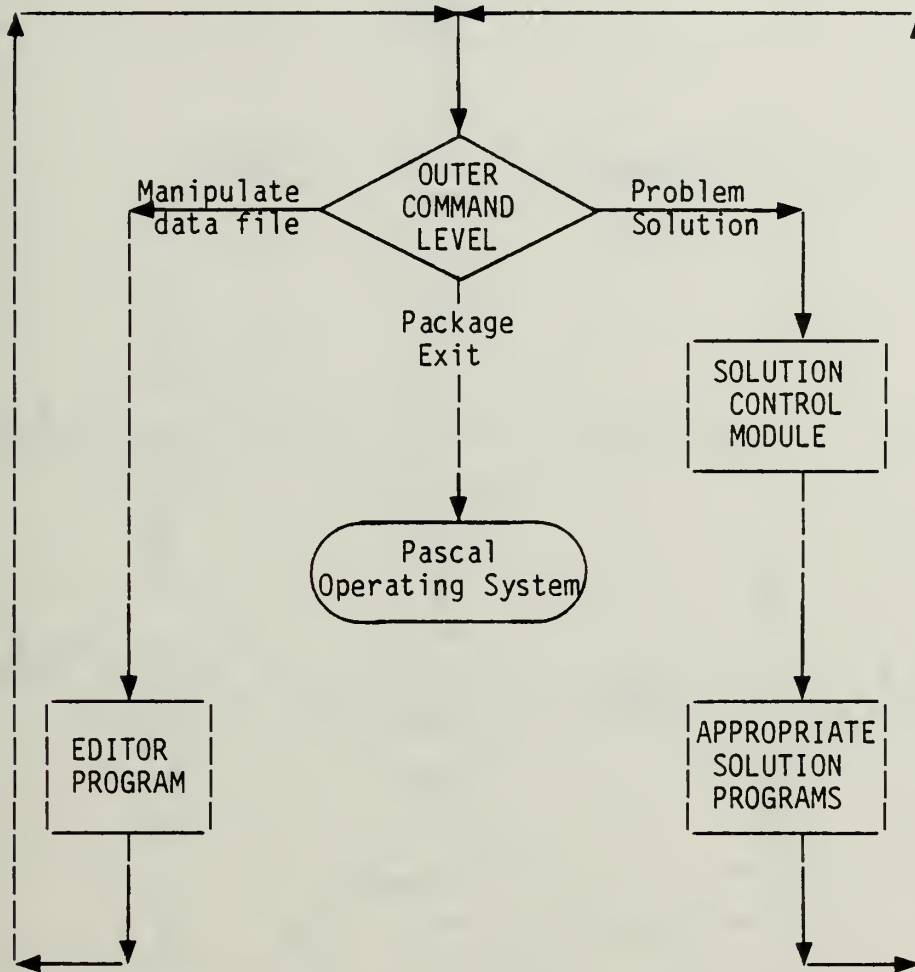 OUTER
COMMAND
LEVEL
Manipulate
data file
Problem
Solution
Package
Exit
SOLUTION
CONTROL
MODULE
Pascal
Operating System
EDITOR
PROGRAM
APPROPRIATE
SOLUTION
PROGRAMS